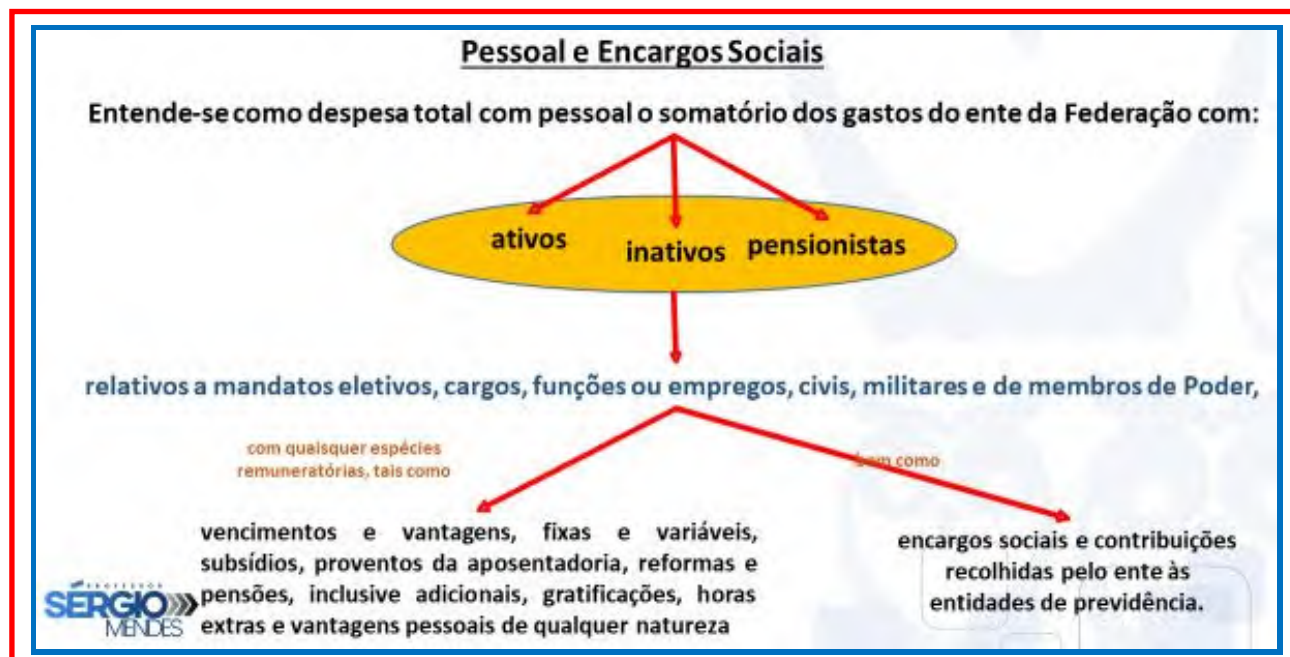 Pessoal e Encargos Sociais
Entende-se como despesa total com pessoal o somatório dos gastos do ente da Federação com:
ativos
inativos
pensionistas
relativos a mandatos eletivos, cargos, funções ou empregos, civis, militares e de membros de Poder,
com quaisquer espécies
remuneratórias, tais como
bem como
vencimentos e vantagens, fixas e variáveis,
subsídios, proventos da aposentadoria, reformas e
pensões, inclusive adicionais, gratificações, horas
extras e vantagens pessoais de qualquer natureza
encargos sociais e contribuições
recolhidas pelo ente às
entidades de previdência.
PROFESSOR
SÉRGIO
MENDES